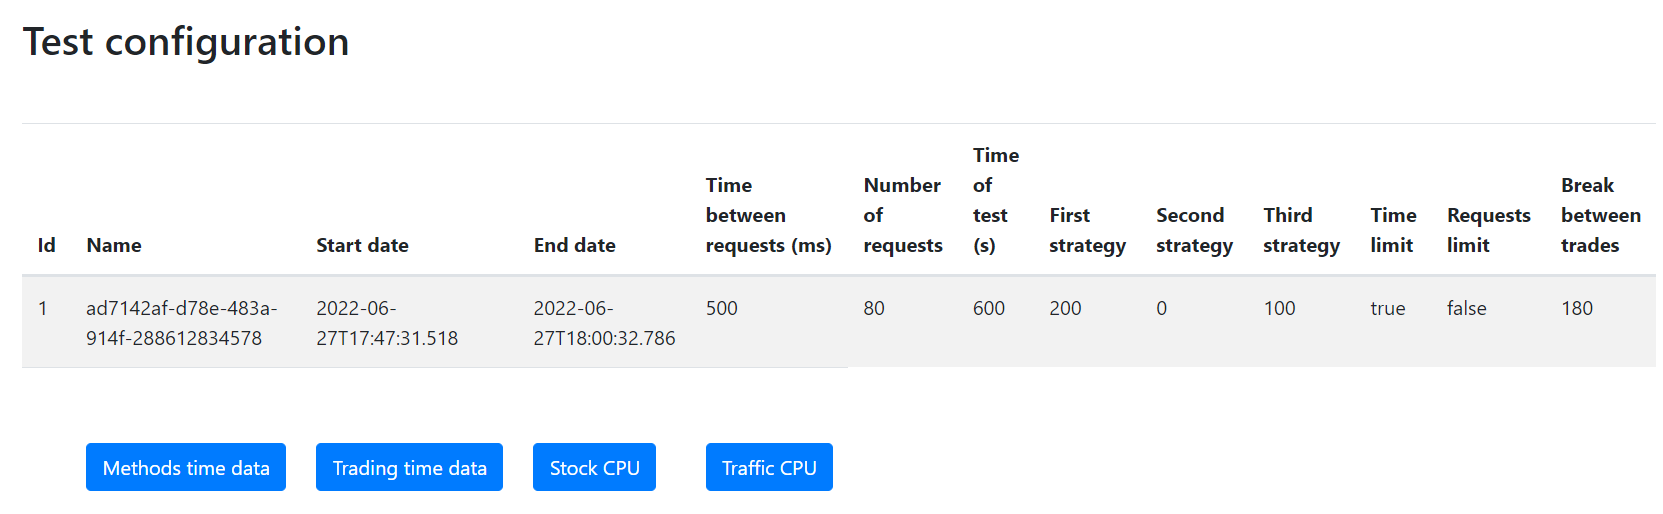 Test configuration
Id Name Start date End date Time between requests (ms) Number of requests Time of test (s) First strategy Second strategy Third strategy Time limit Requests limit Break between trades
1 ad7142af-d78e-483a- 2022-06- 2022-06- 500 80 600 200 0 100 true false 180
914f-288612834578 27T17:47:31.518 27T18:00:32.786
Methods time data Trading time data Stock CPU Traffic CPU